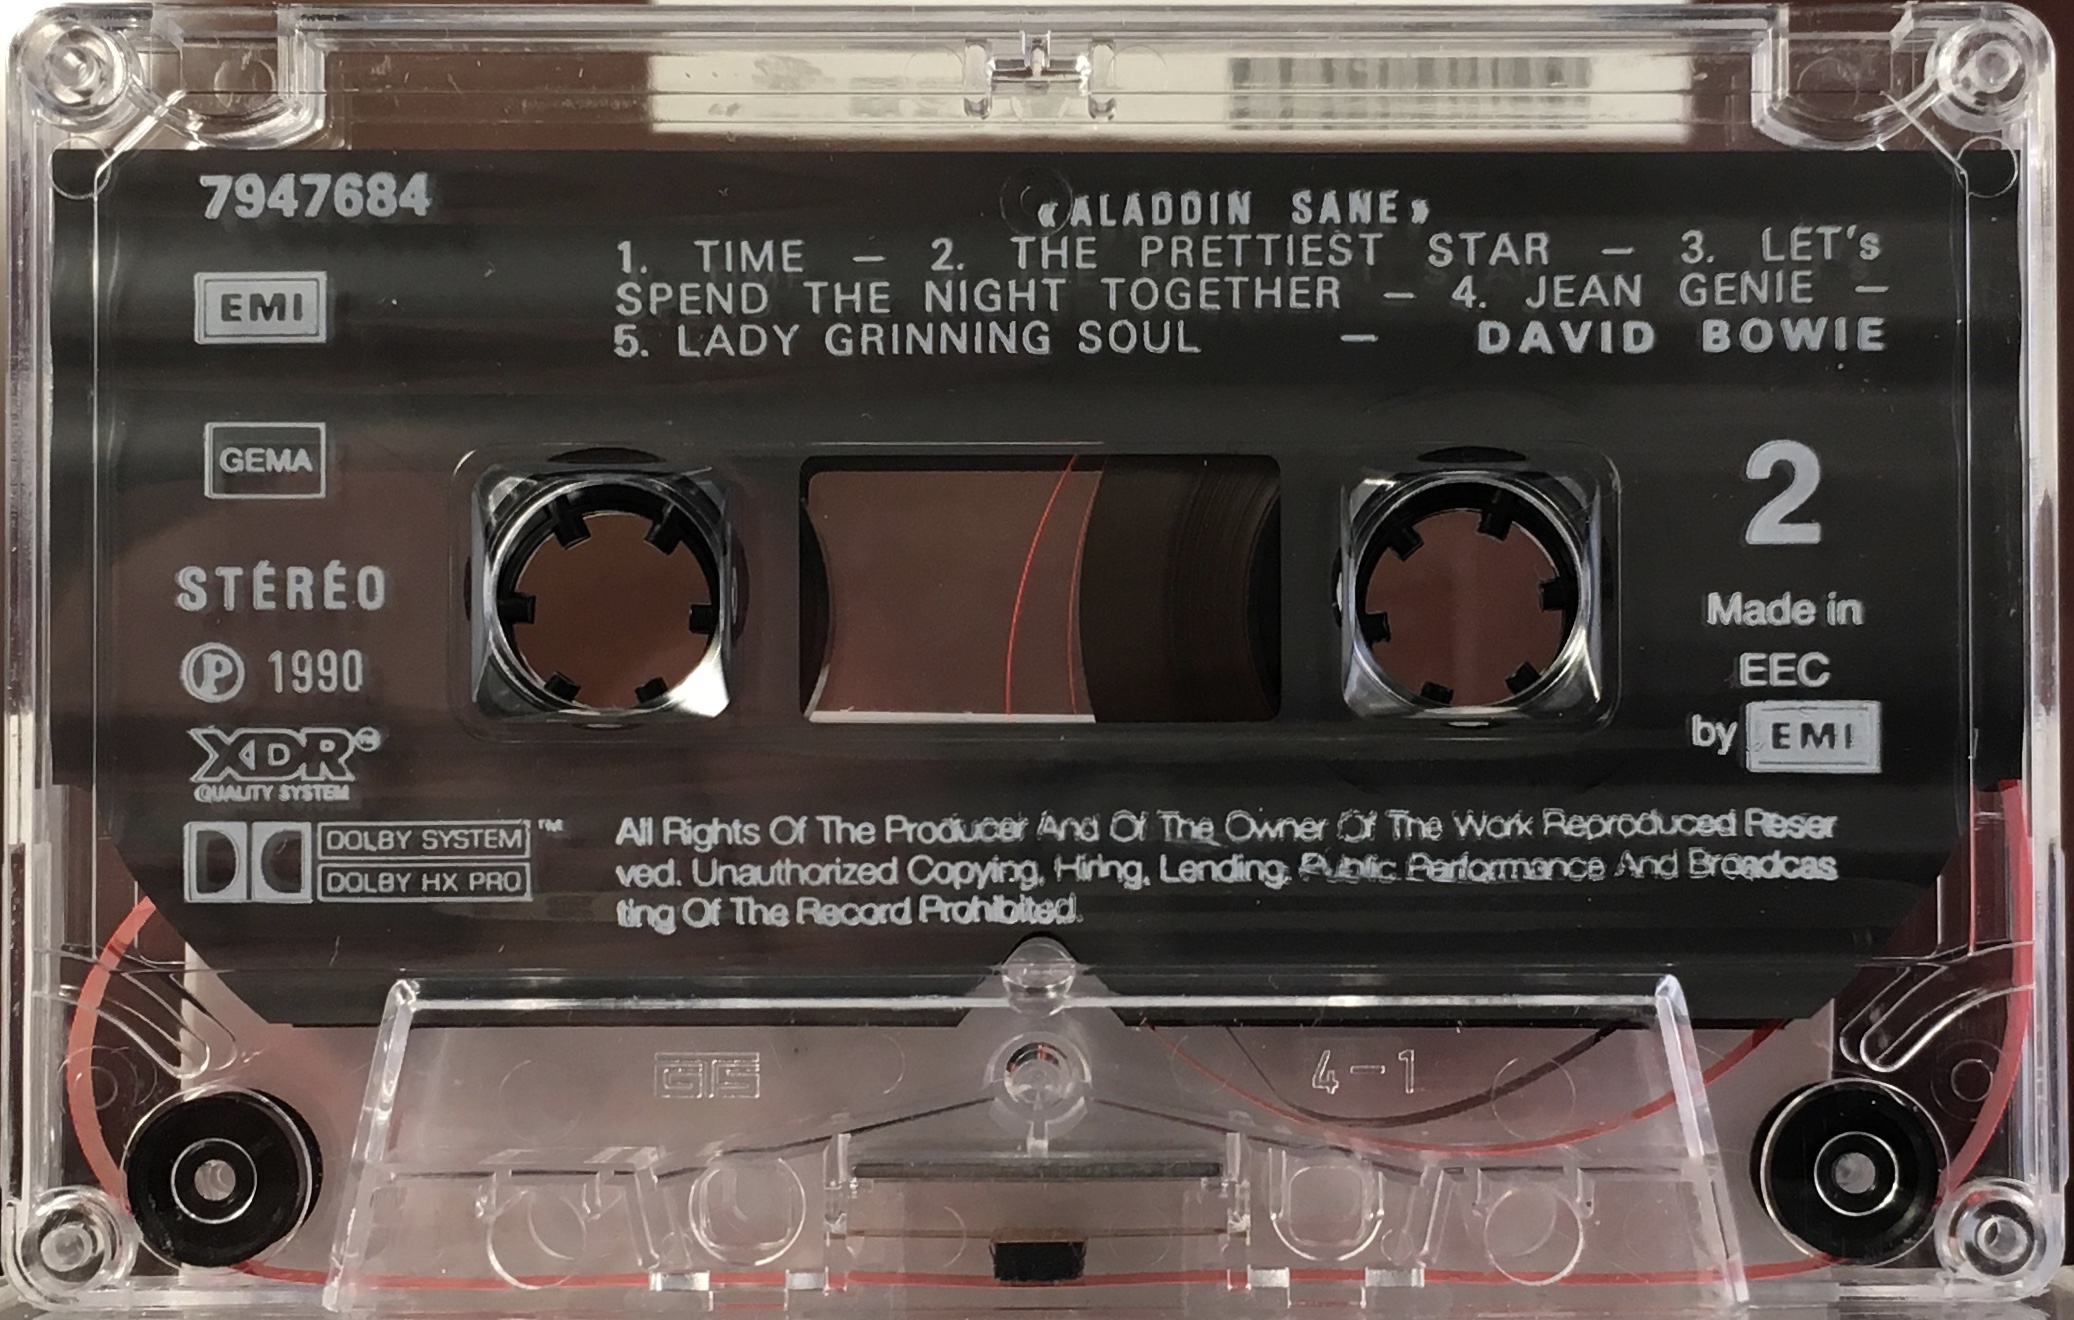 7947684
«ALADDIN SANE»
1. TIME – 2. THE PRETTIEST STAR – 3. LET's
SPEND THE NIGHT TOGETHER – 4. JEAN GENIE –
5. LADY GRINNING SOUL – DAVID BOWIE
EMI
GEMA
STÉRÉO
Ⓟ 1990
XDR
QUALITY SYSTEM
DOLBY SYSTEM ™
DOLBY HX PRO
2
Made in
EEC
by EMI
All Rights Of The Producer And Of The Owner Of The Work Reproduced Reser
ved. Unauthorized Copying, Hiring, Lending, Public Performance And Broadcas
ting Of The Record Prohibited.
GTS 4-1